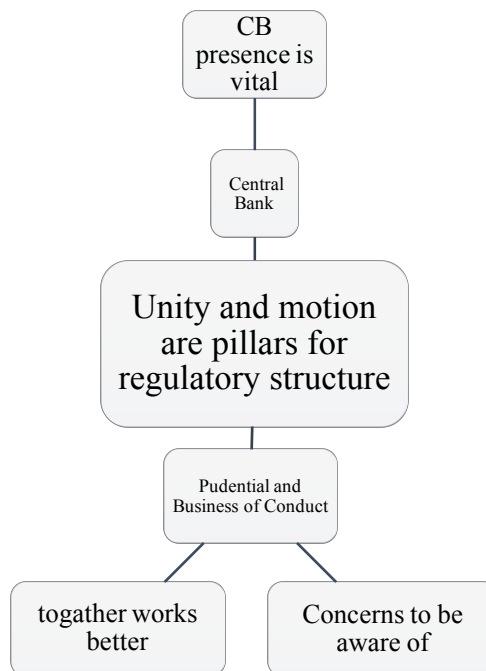 CB
presence is
vital
Central
Bank
Unity and motion
are pillars for
regulatory structure
Pudential and
Business of Conduct
togather works
better
Concerns to be
aware of